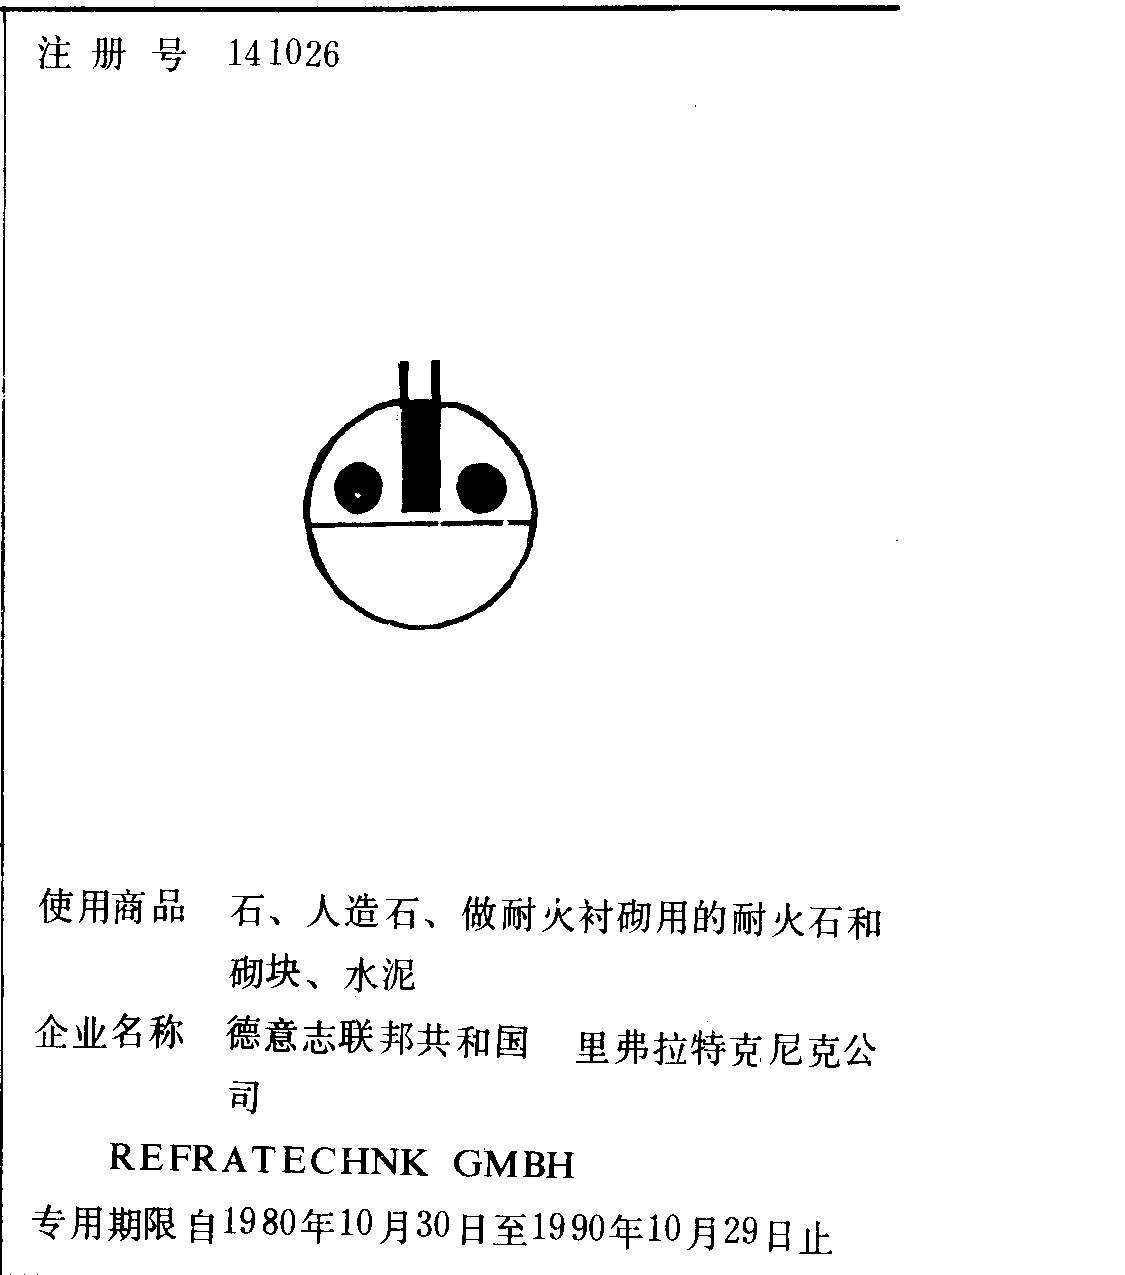 注册号 141026
使用商品 石、人造石、做耐火衬砌用的耐火石和
砌块、水泥
企业名称 德意志联邦共和国 里弗拉特克尼克公
司
REFRATECHNK GMBH
专用期限自1980年10月30日至1990年10月29日止